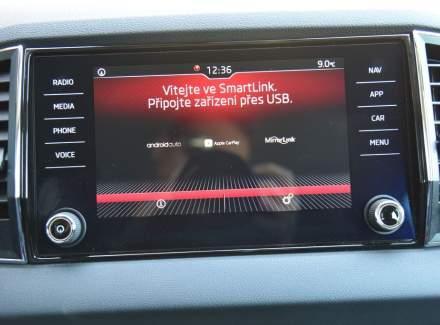 12:36
9.0°C
Vítejte ve SmartLink.
Připojte zařízení přes USB.
androidauto
Apple CarPlay
MirrorLink
RADIO
MEDIA
PHONE
VOICE
NAV
APP
CAR
MENU